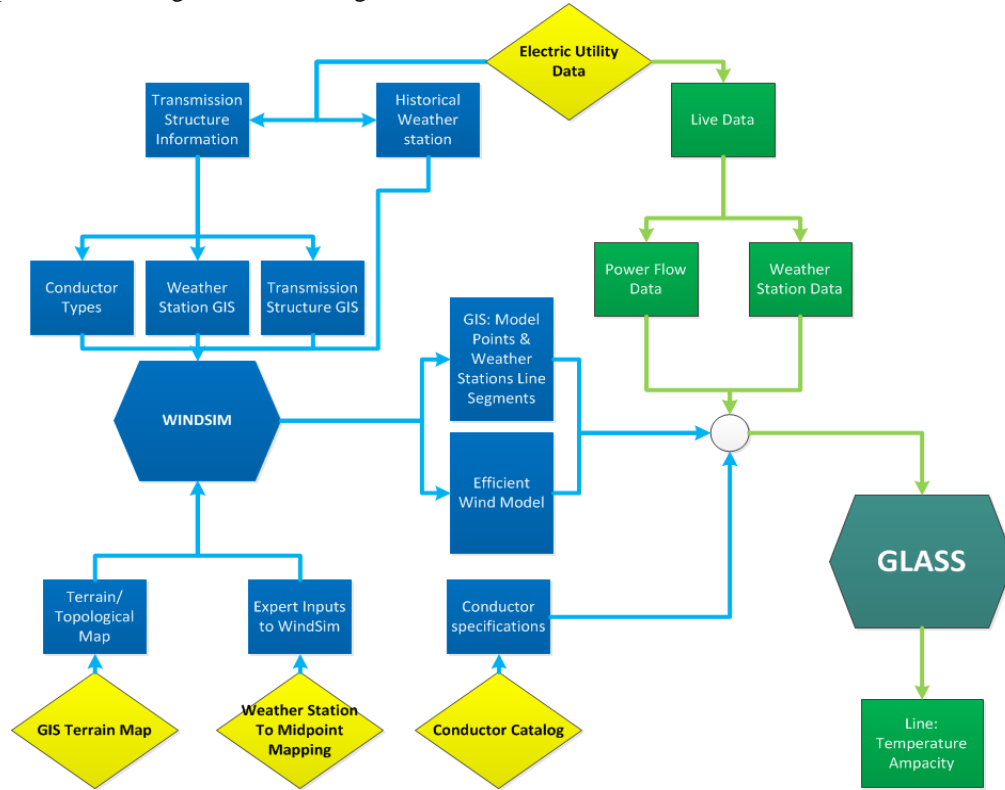 Electric Utility
Data
Transmission
Structure
Information
Historical
Weather
station
Live Data
Conductor
Types
Weather
Station GIS
Transmission
Structure GIS
Power Flow
Data
Weather
Station Data
GIS: Model
Points &
Weather
Stations Line
Segments
WINDSIM
Efficient
Wind Model
GLASS
Terrain/
Topological
Map
Expert Inputs
to WindSim
Conductor
specifications
GIS Terrain Map
Weather Station
To Midpoint
Mapping
Conductor Catalog
Line:
Temperature
Ampacity